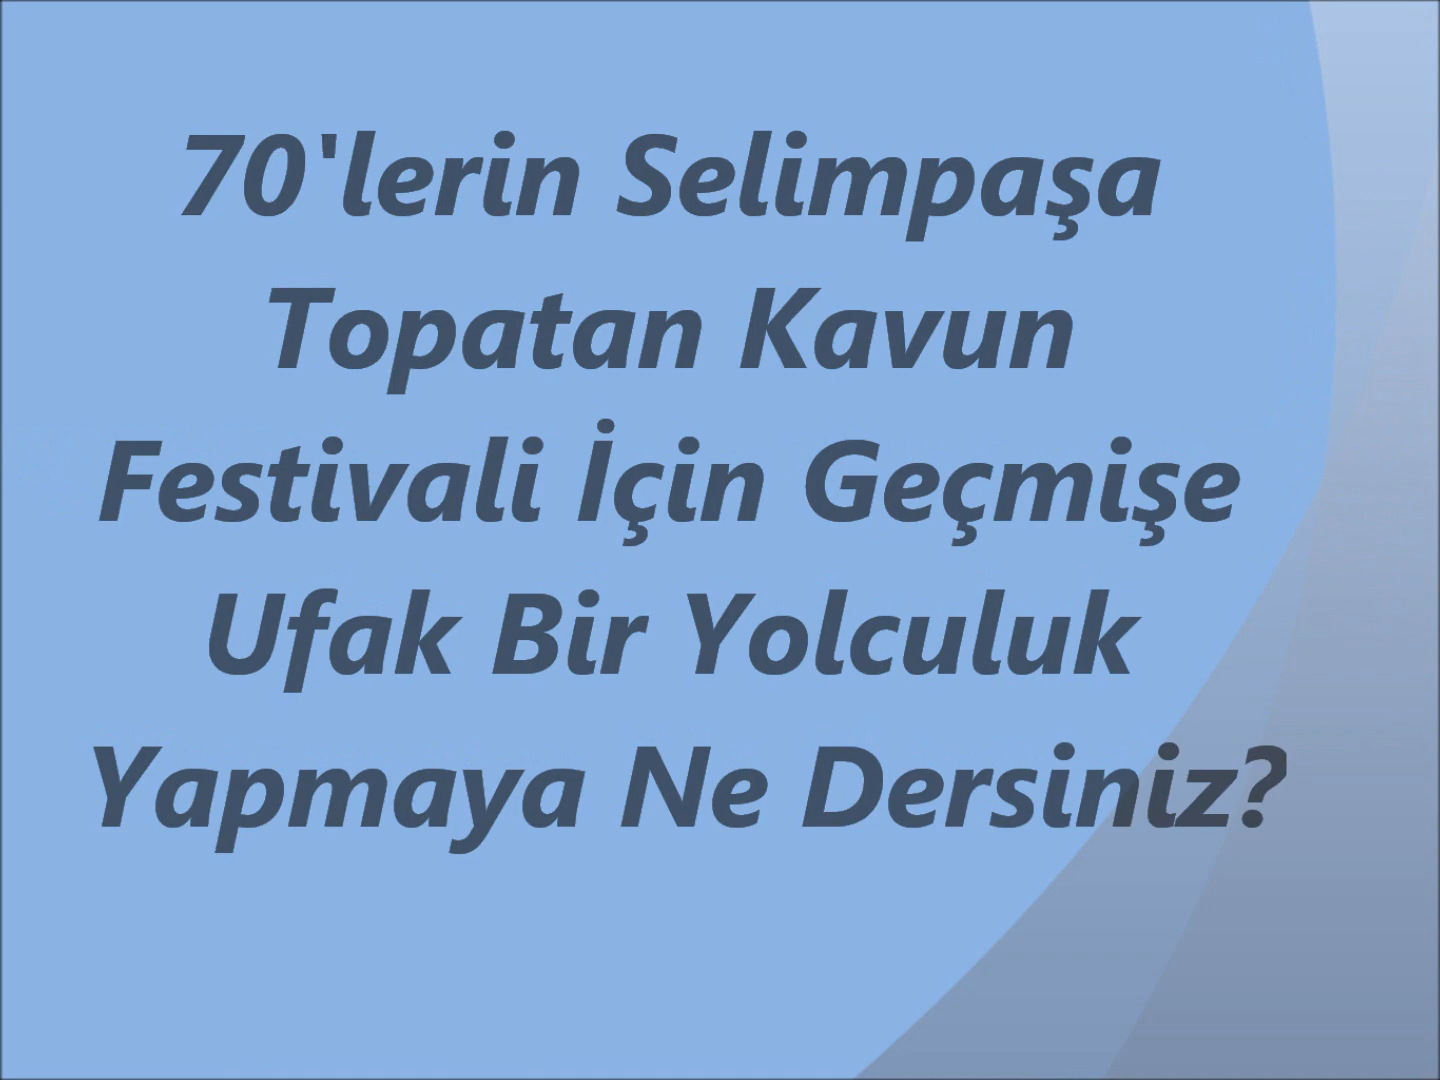 70'lerin Selimpaşa
Topatan Kavun
Festivali İçin Geçmişe
Ufak Bir Yolculuk
Yapmaya Ne Dersiniz?